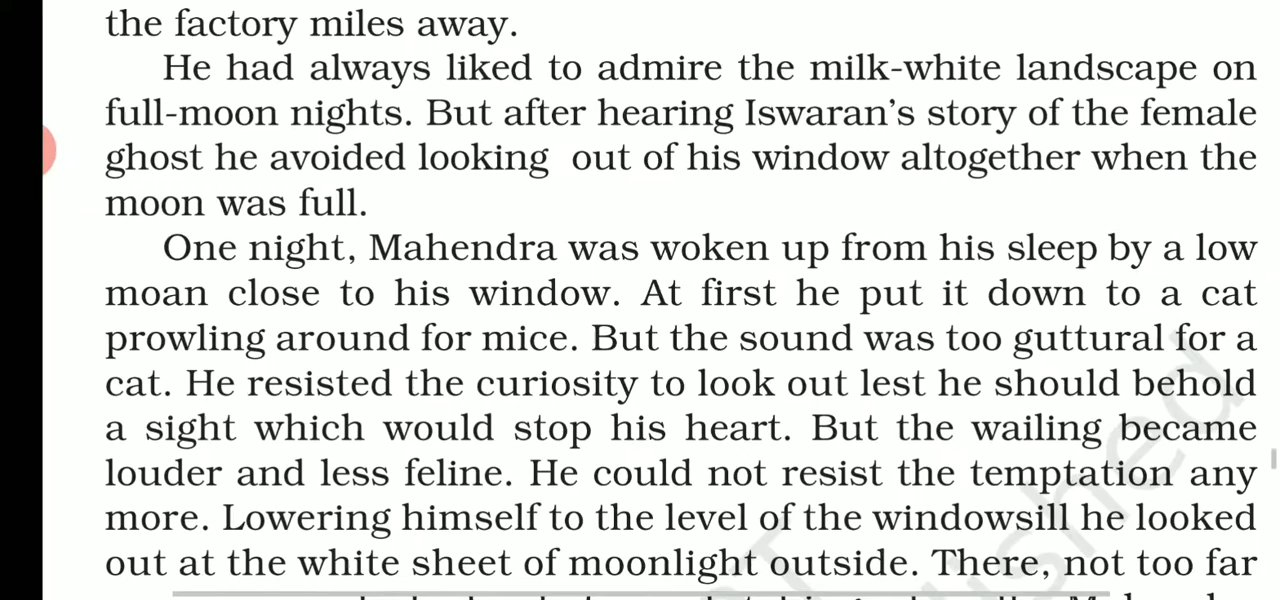 the factory miles away.
He had always liked to admire the milk-white landscape on
full-moon nights. But after hearing Iswaran's story of the female
ghost he avoided looking out of his window altogether when the
moon was full.
One night, Mahendra was woken up from his sleep by a low
moan close to his window. At first he put it down to a cat
prowling around for mice. But the sound was too guttural for a
cat. He resisted the curiosity to look out lest he should behold
a sight which would stop his heart. But the wailing became
louder and less feline. He could not resist the temptation any
more. Lowering himself to the level of the windowsill he looked
out at the white sheet of moonlight outside. There, not too far